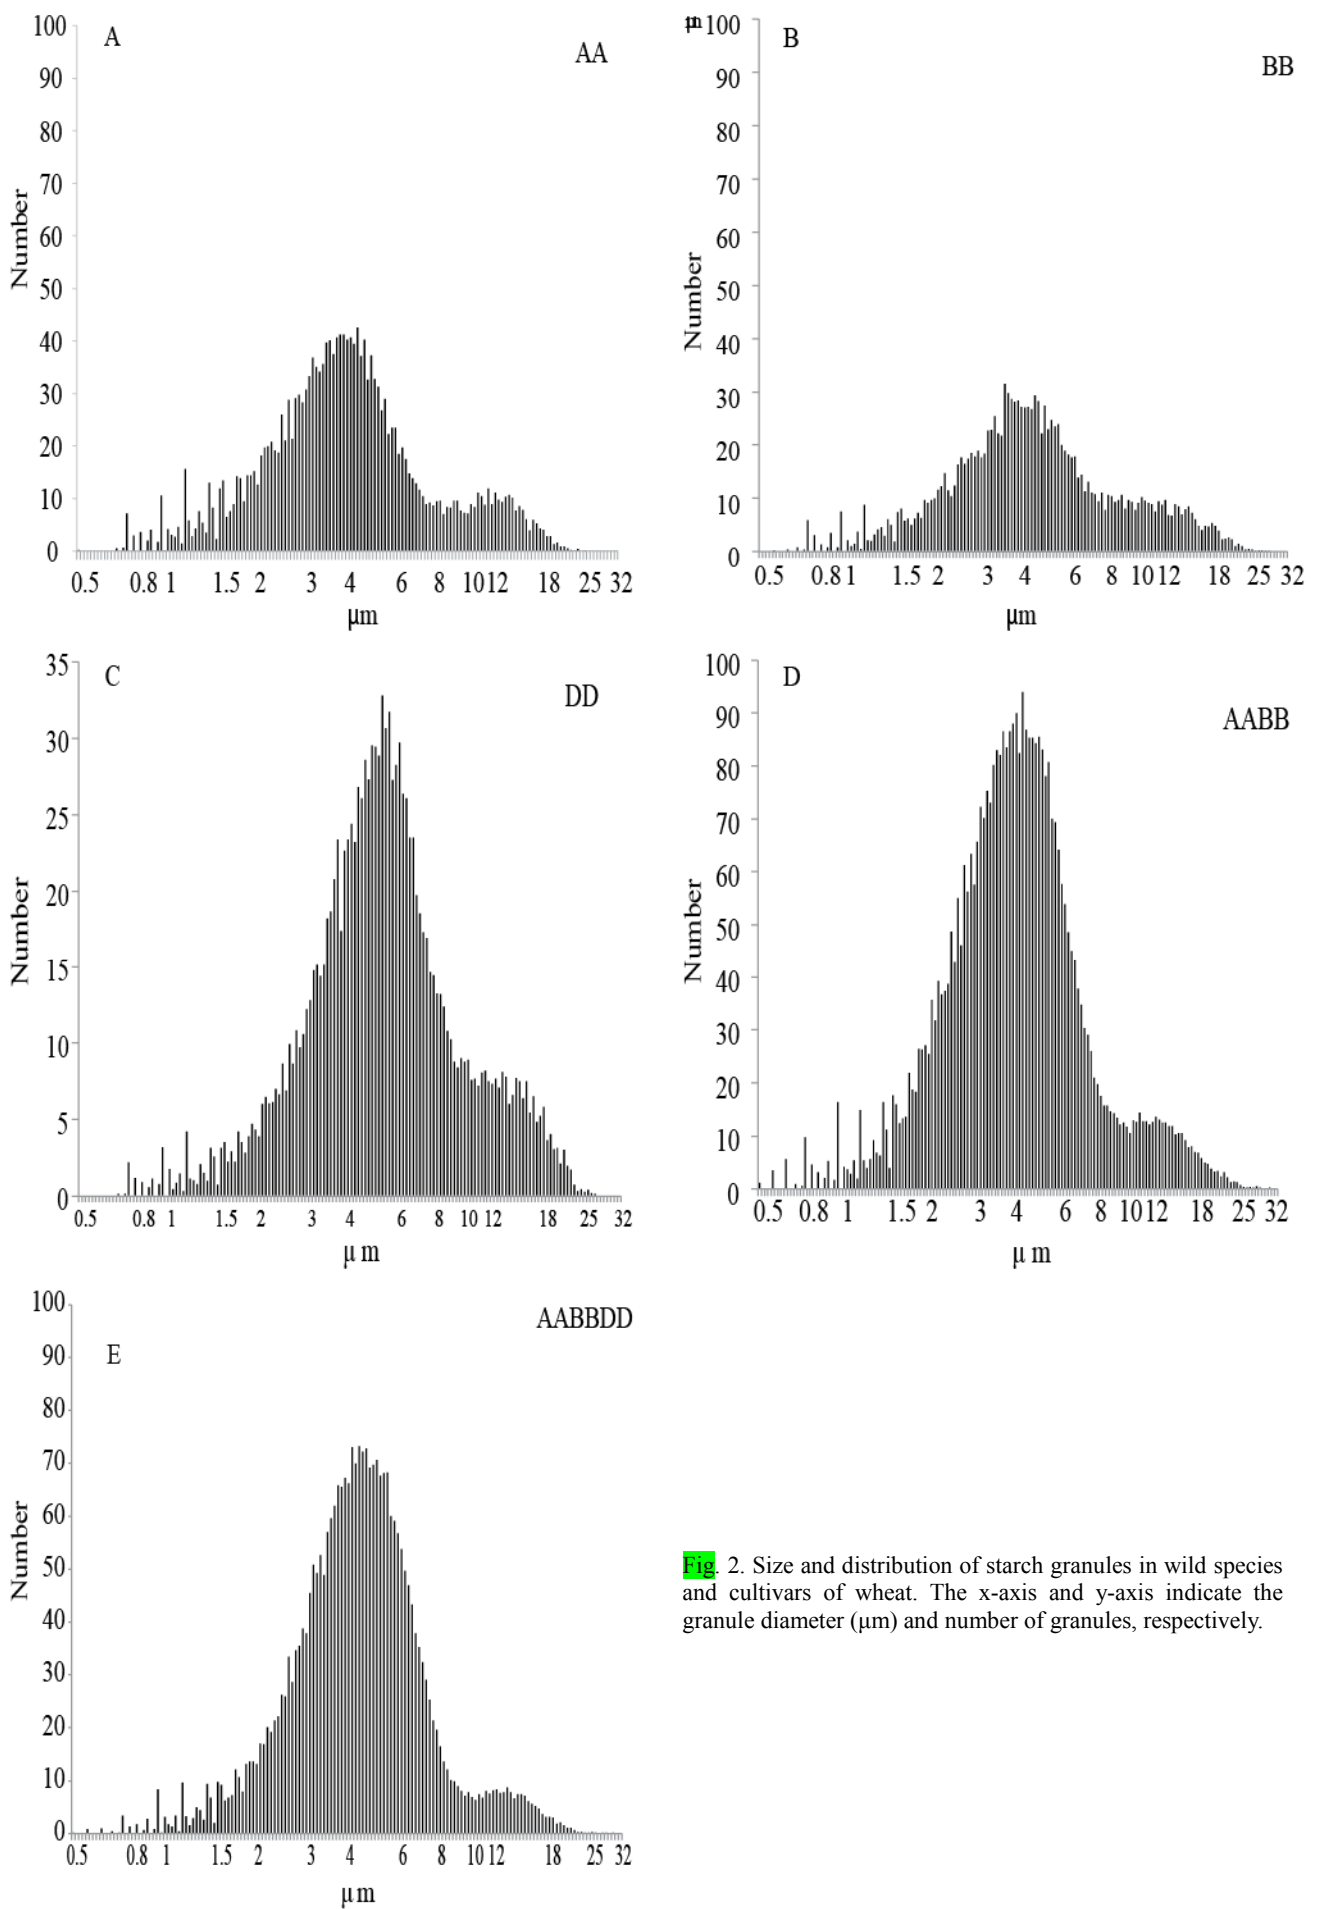 A
AA
100
90
80
70
60
50
40
30
20
10
0
Number
0.5 0.8 1 1.5 2 3 4 6 8 10 12 18 25 32
μm
B
BB
100
90
80
70
60
50
40
30
20
10
0
Number
0.5 0.8 1 1.5 2 3 4 6 8 10 12 18 25 32
μm
C
DD
35
30
25
20
15
10
5
0
Number
0.5 0.8 1 1.5 2 3 4 6 8 10 12 18 25 32
μ m
D
AABB
100
90
80
70
60
50
40
30
20
10
0
Number
0.5 0.8 1 1.5 2 3 4 6 8 10 12 18 25 32
μ m
E
AABBDD
100
90
80
70
60
50
40
30
20
10
0
Number
0.5 0.8 1 1.5 2 3 4 6 8 10 12 18 25 32
μ m
Fig. 2. Size and distribution of starch granules in wild species
and cultivars of wheat. The x-axis and y-axis indicate the
granule diameter (μm) and number of granules, respectively.